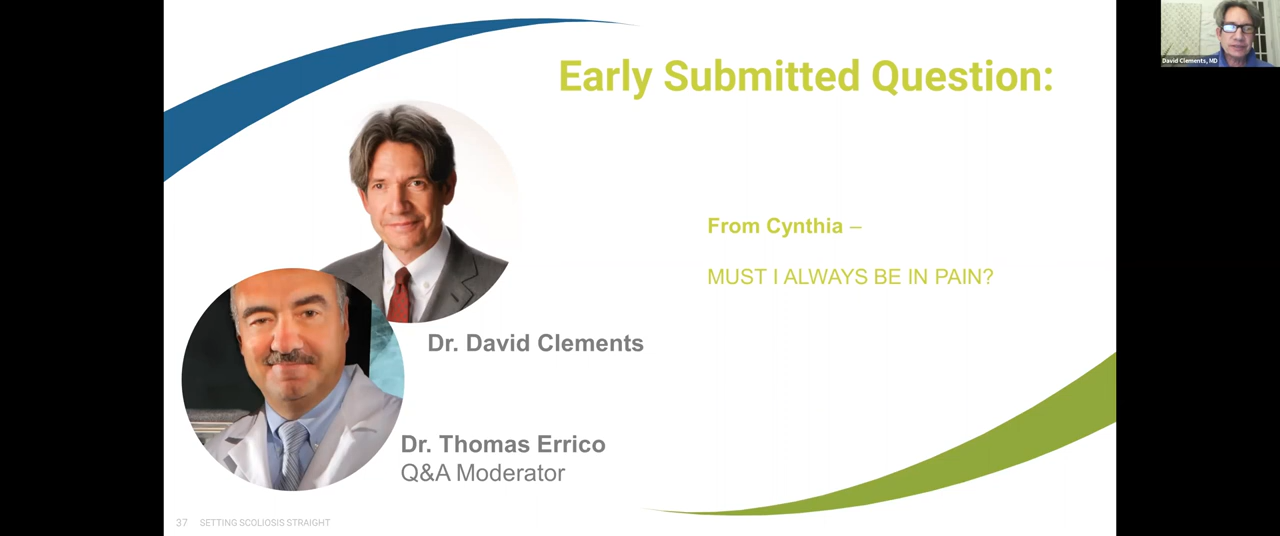 Early Submitted Question:
From Cynthia –
MUST I ALWAYS BE IN PAIN?
Dr. David Clements
Dr. Thomas Errico
Q&A Moderator
37 SETTING SCOLIOSIS STRAIGHT
David Clements, MD